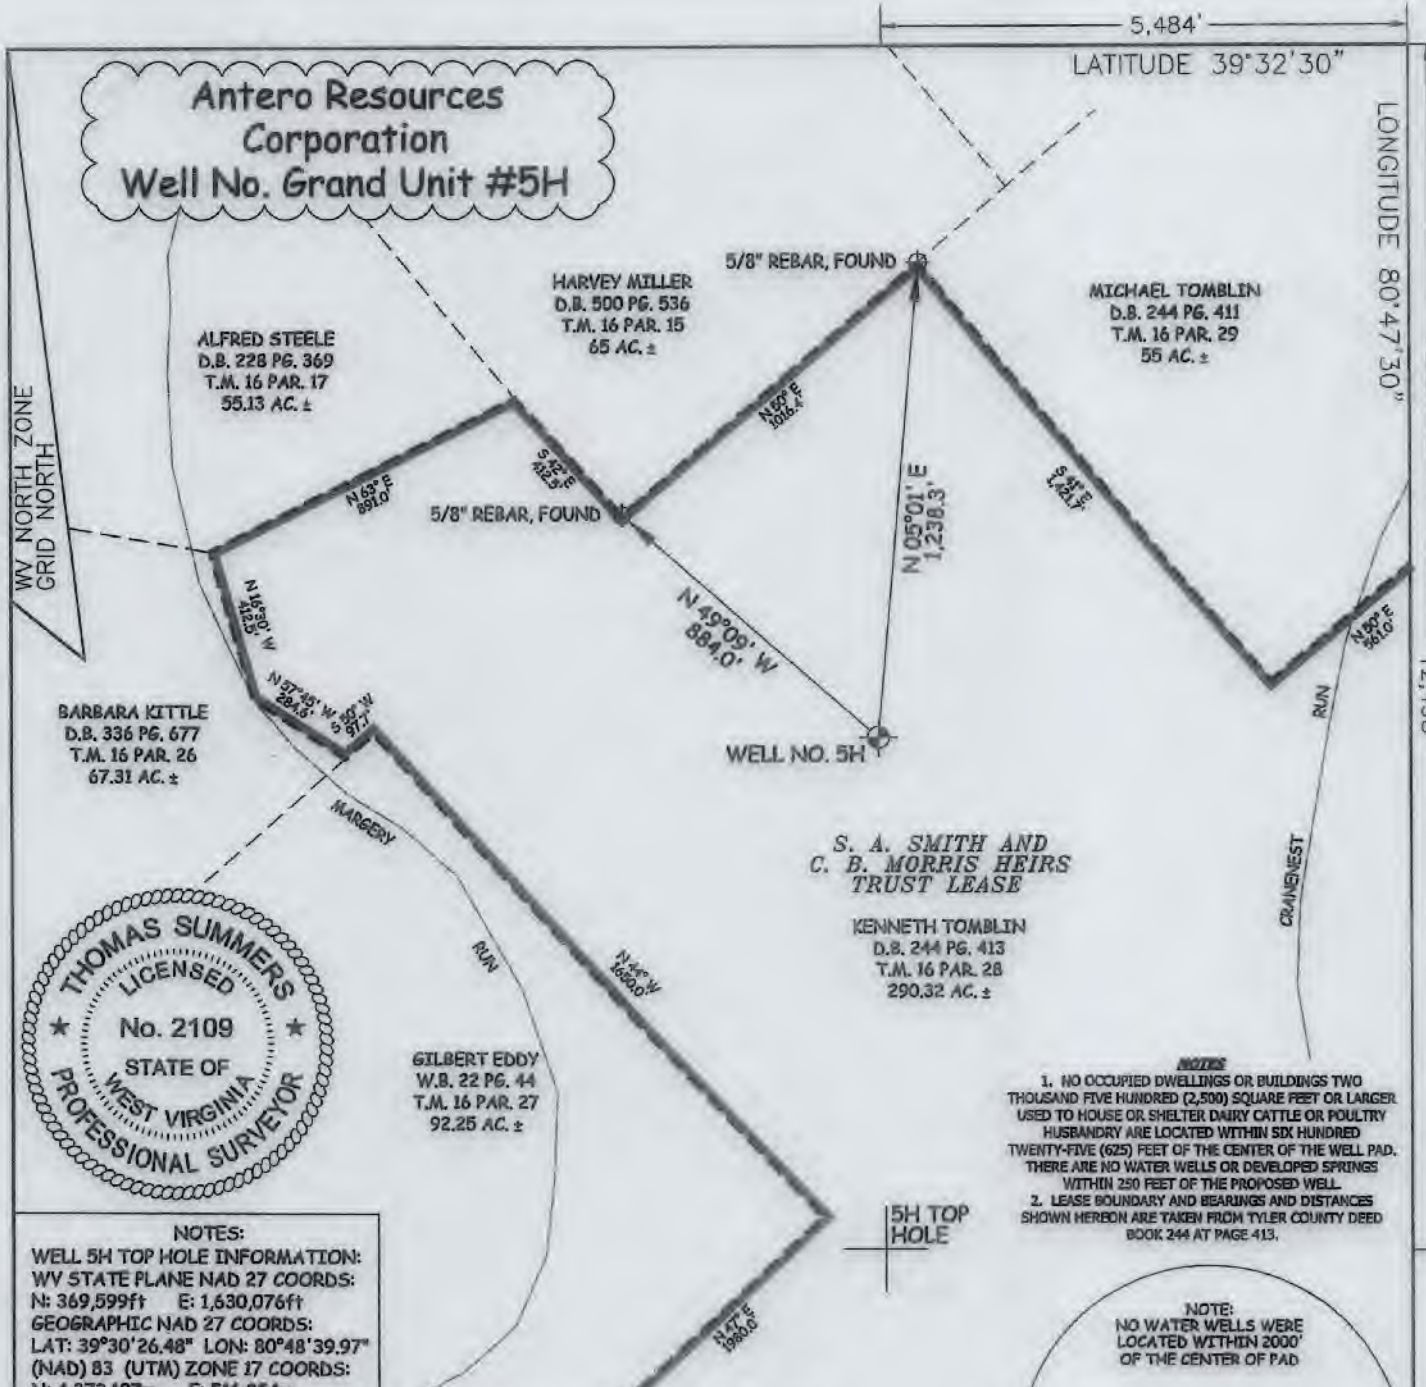 5,484'
LATITUDE 39°32'30"
LONGITUDE 80°47'30"
Antero Resources
Corporation
Well No. Grand Unit #5H
WV NORTH ZONE
GRID NORTH
ALFRED STEELE
D.B. 228 PG. 369
T.M. 16 PAR. 17
55.13 AC. ±
HARVEY MILLER
D.B. 500 PG. 536
T.M. 16 PAR. 15
65 AC. ±
5/8" REBAR, FOUND
MICHAEL TOMBLIN
D.B. 244 PG. 411
T.M. 16 PAR. 29
55 AC. ±
N 63° E
891.0'
S 42° E
412.5'
N 50° E
1016.4'
S 41° E
1,421.7'
5/8" REBAR, FOUND
N 05°01' E
1,238.3'
N 49°09' W
884.0'
N 50° E
561.0'
N 16°30' W
412.5'
N 57°45' W
284.6'
S 50° W
97.7'
BARBARA KITTLE
D.B. 336 PG. 677
T.M. 16 PAR. 26
67.31 AC. ±
WELL NO. 5H
RUN
CRANENEST
MARGERY
RUN
S. A. SMITH AND
C. B. MORRIS HEIRS
TRUST LEASE
KENNETH TOMBLIN
D.B. 244 PG. 413
T.M. 16 PAR. 28
290.32 AC. ±
N 44° W
1650.0'
THOMAS SUMMERS
LICENSED
No. 2109
STATE OF
WEST VIRGINIA
PROFESSIONAL SURVEYOR
GILBERT EDDY
W.B. 22 PG. 44
T.M. 16 PAR. 27
92.25 AC. ±
NOTES
1. NO OCCUPIED DWELLINGS OR BUILDINGS TWO
THOUSAND FIVE HUNDRED (2,500) SQUARE FEET OR LARGER
USED TO HOUSE OR SHELTER DAIRY CATTLE OR POULTRY
HUSBANDRY ARE LOCATED WITHIN SIX HUNDRED
TWENTY-FIVE (625) FEET OF THE CENTER OF THE WELL PAD.
THERE ARE NO WATER WELLS OR DEVELOPED SPRINGS
WITHIN 250 FEET OF THE PROPOSED WELL.
2. LEASE BOUNDARY AND BEARINGS AND DISTANCES
SHOWN HEREON ARE TAKEN FROM TYLER COUNTY DEED
BOOK 244 AT PAGE 413.
5H TOP
HOLE
N 47° E
1980.0'
NOTES:
WELL 5H TOP HOLE INFORMATION:
WV STATE PLANE NAD 27 COORDS:
N: 369,599ft E: 1,630,076ft
GEOGRAPHIC NAD 27 COORDS:
LAT: 39°30'26.48" LON: 80°48'39.97"
(NAD) 83 (UTM) ZONE 17 COORDS:
NOTE:
NO WATER WELLS WERE
LOCATED WITHIN 2000'
OF THE CENTER OF PAD